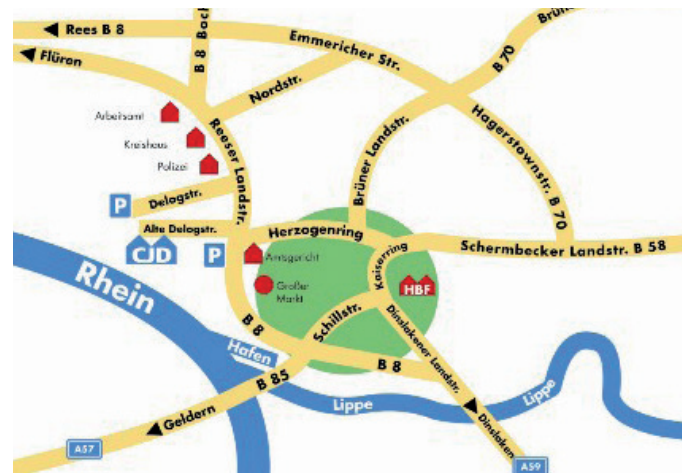 Rees B 8
Flüren
B 8 Boch
Emmericher Str.
Nordstr.
B 70
Brüne
Arbeitsamt
Kreishaus
Polizei
Reeser Landstr.
Hagerstownstr. B 70
Brüner Landstr.
P
Delogstr.
Alte Delogstr.
CJD
P
Herzogenring
Kaiserring
Schermbecker Landstr. B 58
Amtsgericht
Großer
Markt
HBF
Rhein
B 8
Schillstr.
Dinslakener Landstr.
Hafen
B 8
B 85
Geldern
Lippe
Lippe
Dinslaken
A57
A59